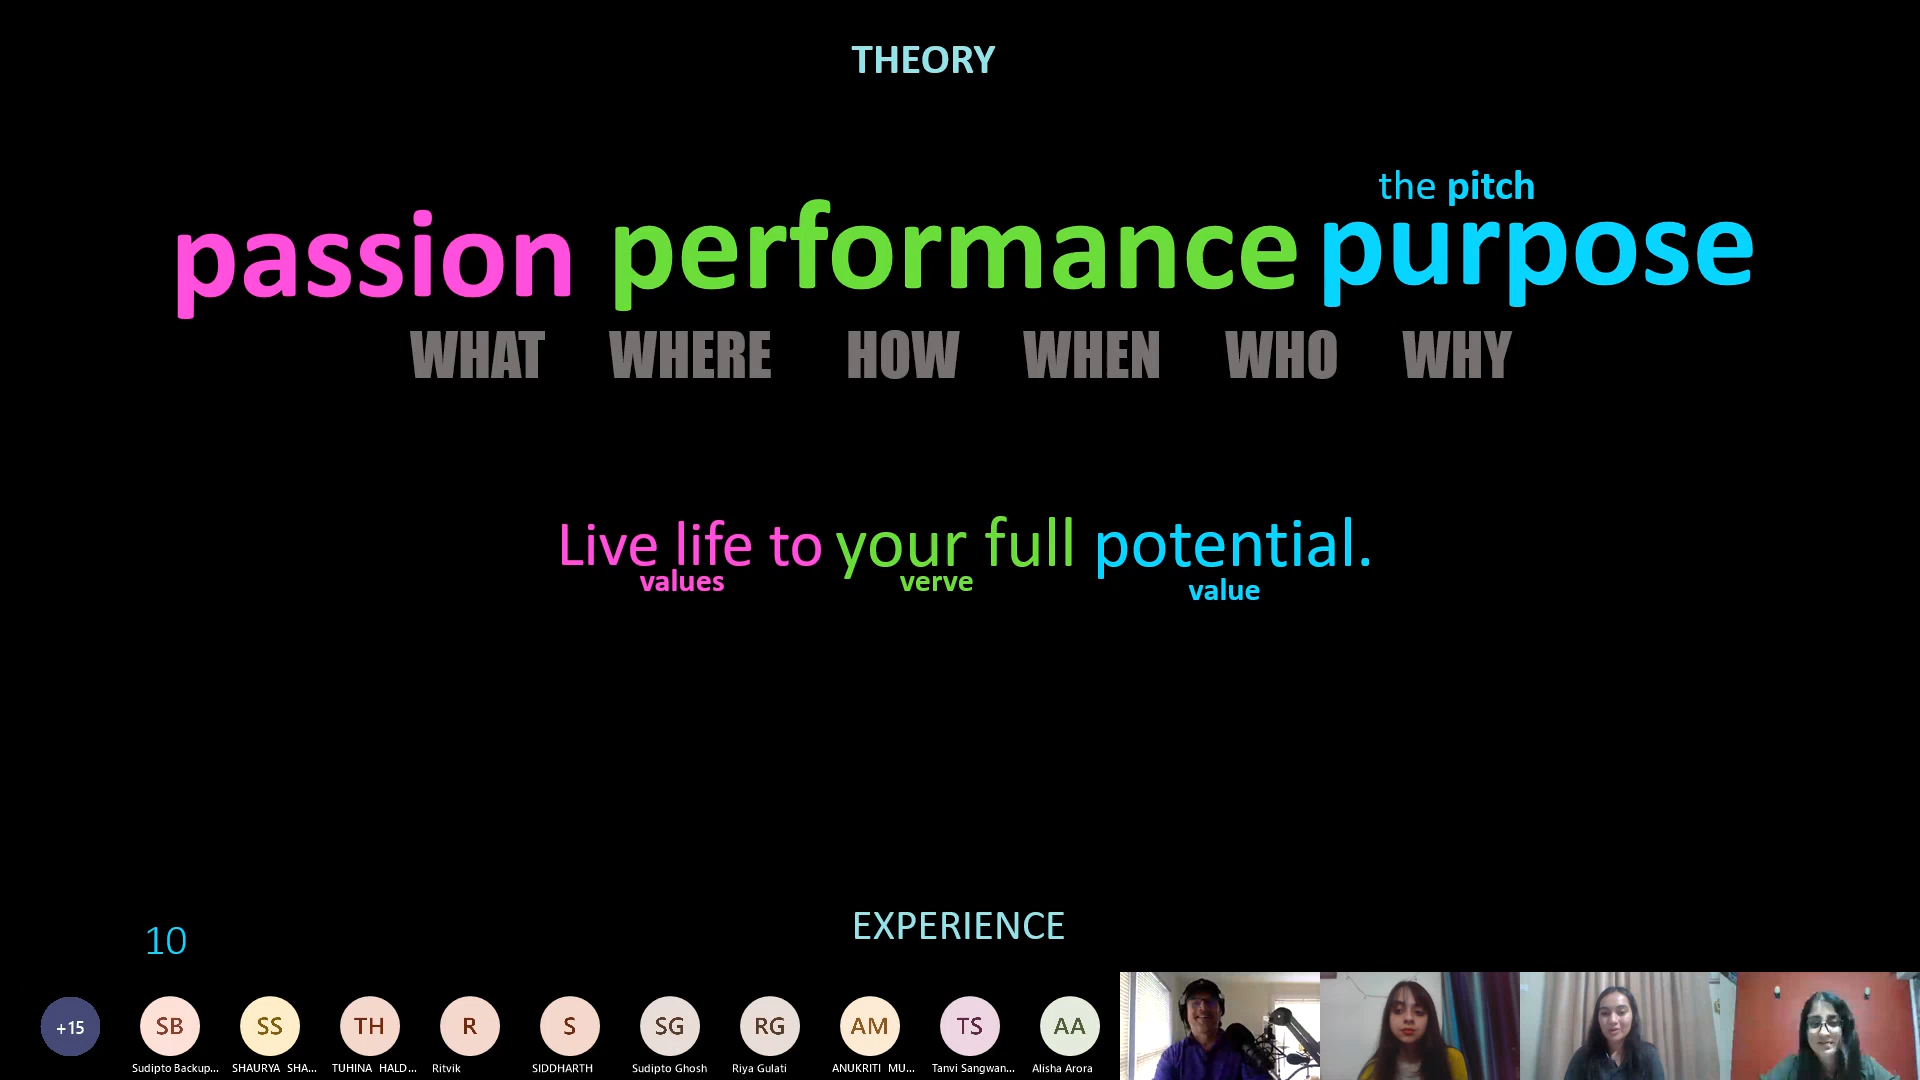 THEORY
the pitch
passion performance purpose
WHAT WHERE HOW WHEN WHO WHY
Live life to your full potential.
values verve value
EXPERIENCE
10
+15 SB SS TH R S SG RG AM TS AA
Sudipto Backup... SHAURYA SHA... TUHINA HALD... Ritvik SIDDHARTH Sudipto Ghosh Riya Gulati ANUKRITI MU... Tanvi Sangwan... Alisha Arora